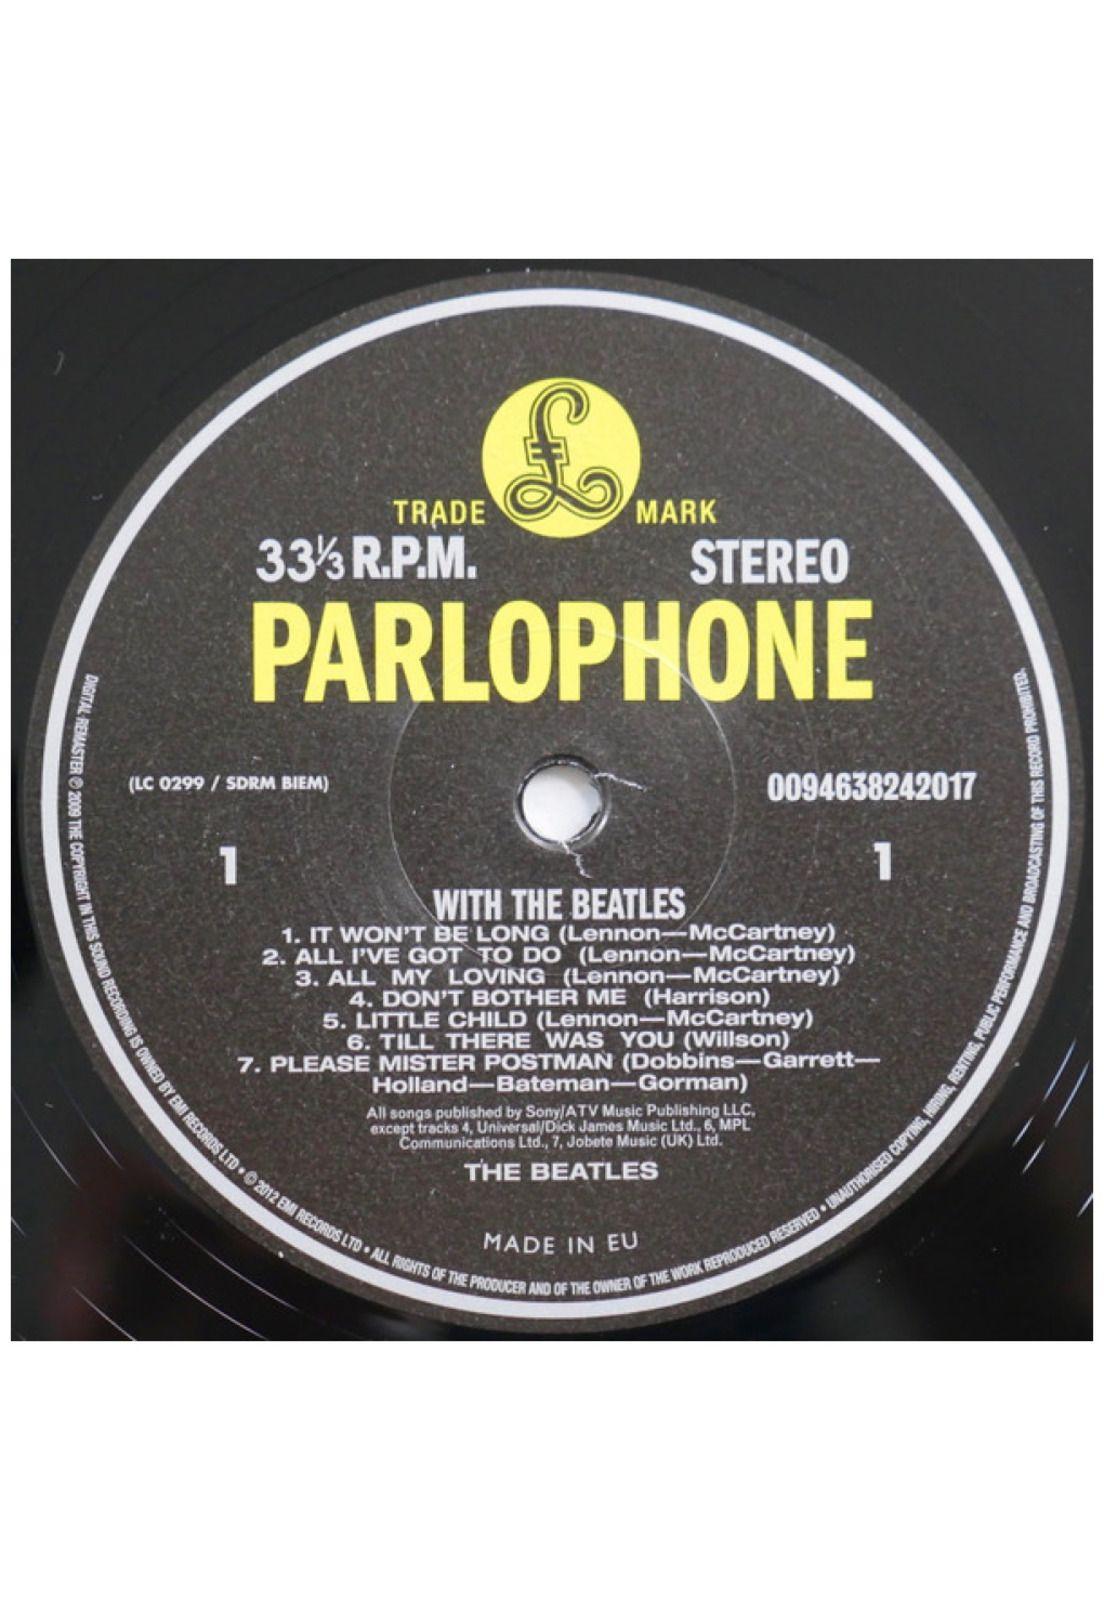 £
TRADE MARK
33⅓ R.P.M. STEREO
PARLOPHONE
(LC 0299 / SDRM BIEM) 0094638242017
1 1
WITH THE BEATLES
1. IT WON'T BE LONG (Lennon—McCartney)
2. ALL I'VE GOT TO DO (Lennon—McCartney)
3. ALL MY LOVING (Lennon—McCartney)
4. DON'T BOTHER ME (Harrison)
5. LITTLE CHILD (Lennon—McCartney)
6. TILL THERE WAS YOU (Willson)
7. PLEASE MISTER POSTMAN (Dobbins—Garrett—
Holland—Bateman—Gorman)
All songs published by Sony/ATV Music Publishing LLC,
except tracks 4, Universal/Dick James Music Ltd., 6, MPL
Communications Ltd., 7, Jobete Music (UK) Ltd.
THE BEATLES
MADE IN EU
DIGITAL REMASTER ℗ 2009 THE COPYRIGHT IN THIS SOUND RECORDING IS OWNED BY EMI RECORDS LTD • © 2012 EMI RECORDS LTD • ALL RIGHTS OF THE PRODUCER AND OF THE OWNER OF THE WORK REPRODUCED RESERVED • UNAUTHORISED COPYING, HIRING, RENTING, PUBLIC PERFORMANCE AND BROADCASTING OF THIS RECORD PROHIBITED.